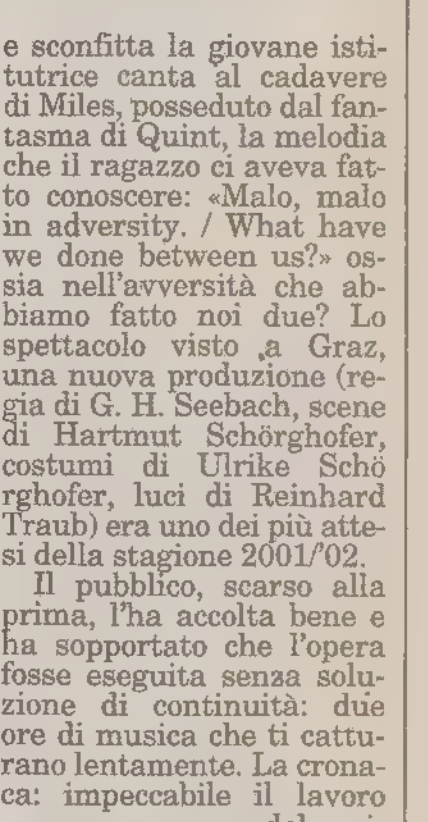 e sconfitta la giovane isti-
tutrice canta al cadavere
di Miles, posseduto dal fan-
tasma di Quint, la melodia
che il ragazzo ci aveva fat-
to conoscere: «Malo, malo
in adversity. / What have
we done between us?» os-
sia nell'avversità che ab-
biamo fatto noi due? Lo
spettacolo visto a Graz,
una nuova produzione (re-
gia di G. H. Seebach, scene
di Hartmut Schörghofer,
costumi di Ulrike Schö
rghofer, luci di Reinhard
Traub) era uno dei più atte-
si della stagione 2001/'02.
Il pubblico, scarso alla
prima, l'ha accolta bene e
ha sopportato che l'opera
fosse eseguita senza solu-
zione di continuità: due
ore di musica che ti cattu-
rano lentamente. La crona-
ca: impeccabile il lavoro